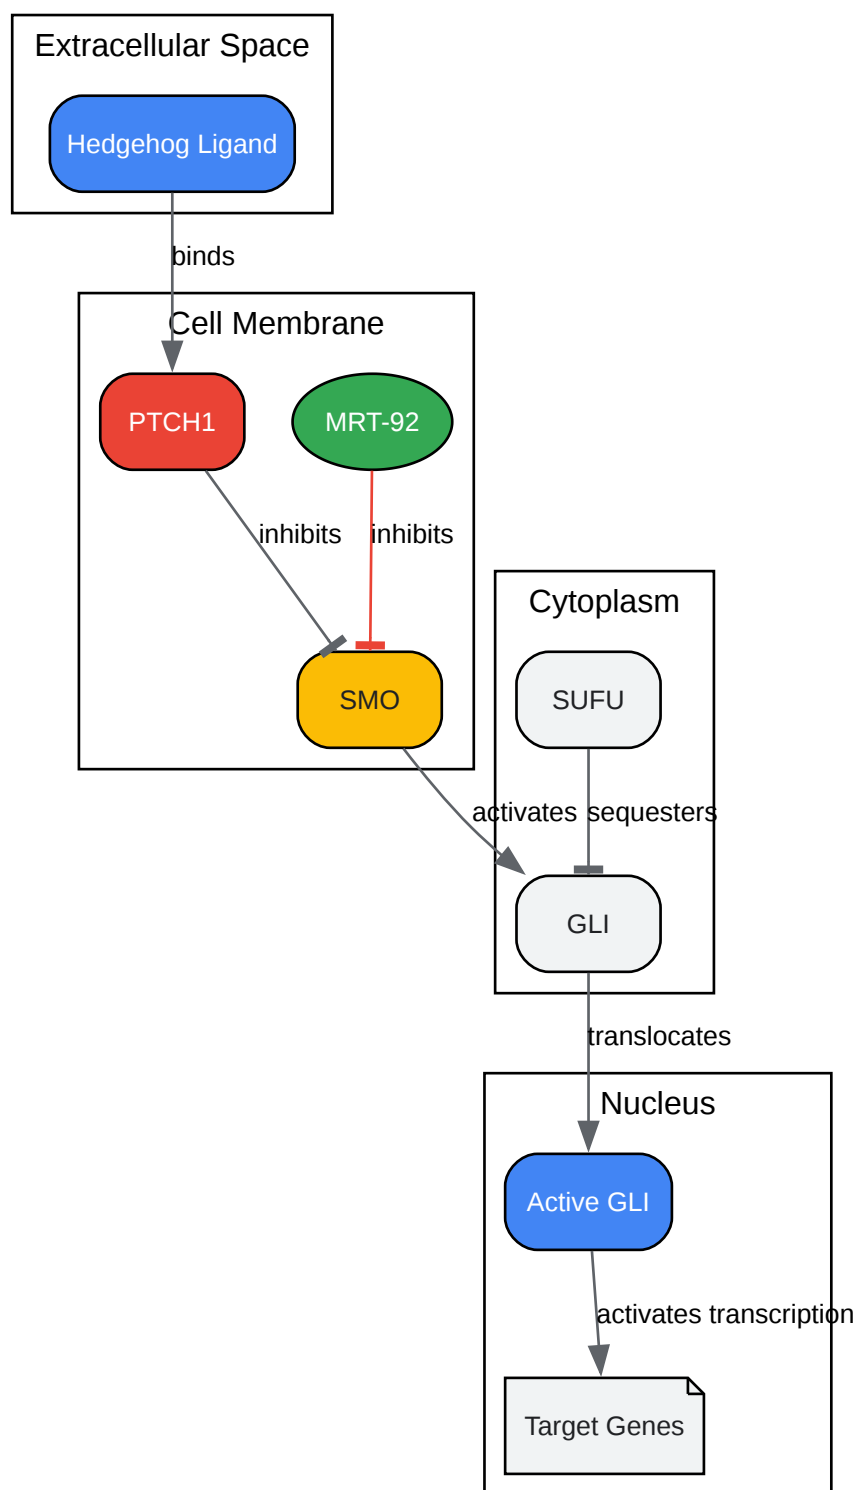 Extracellular Space
Hedgehog Ligand
binds
Cell Membrane
PTCH1
MRT-92
inhibits
inhibits
SMO
Cytoplasm
SUFU
activates
sequesters
GLI
translocates
Nucleus
Active GLI
activates transcription
Target Genes